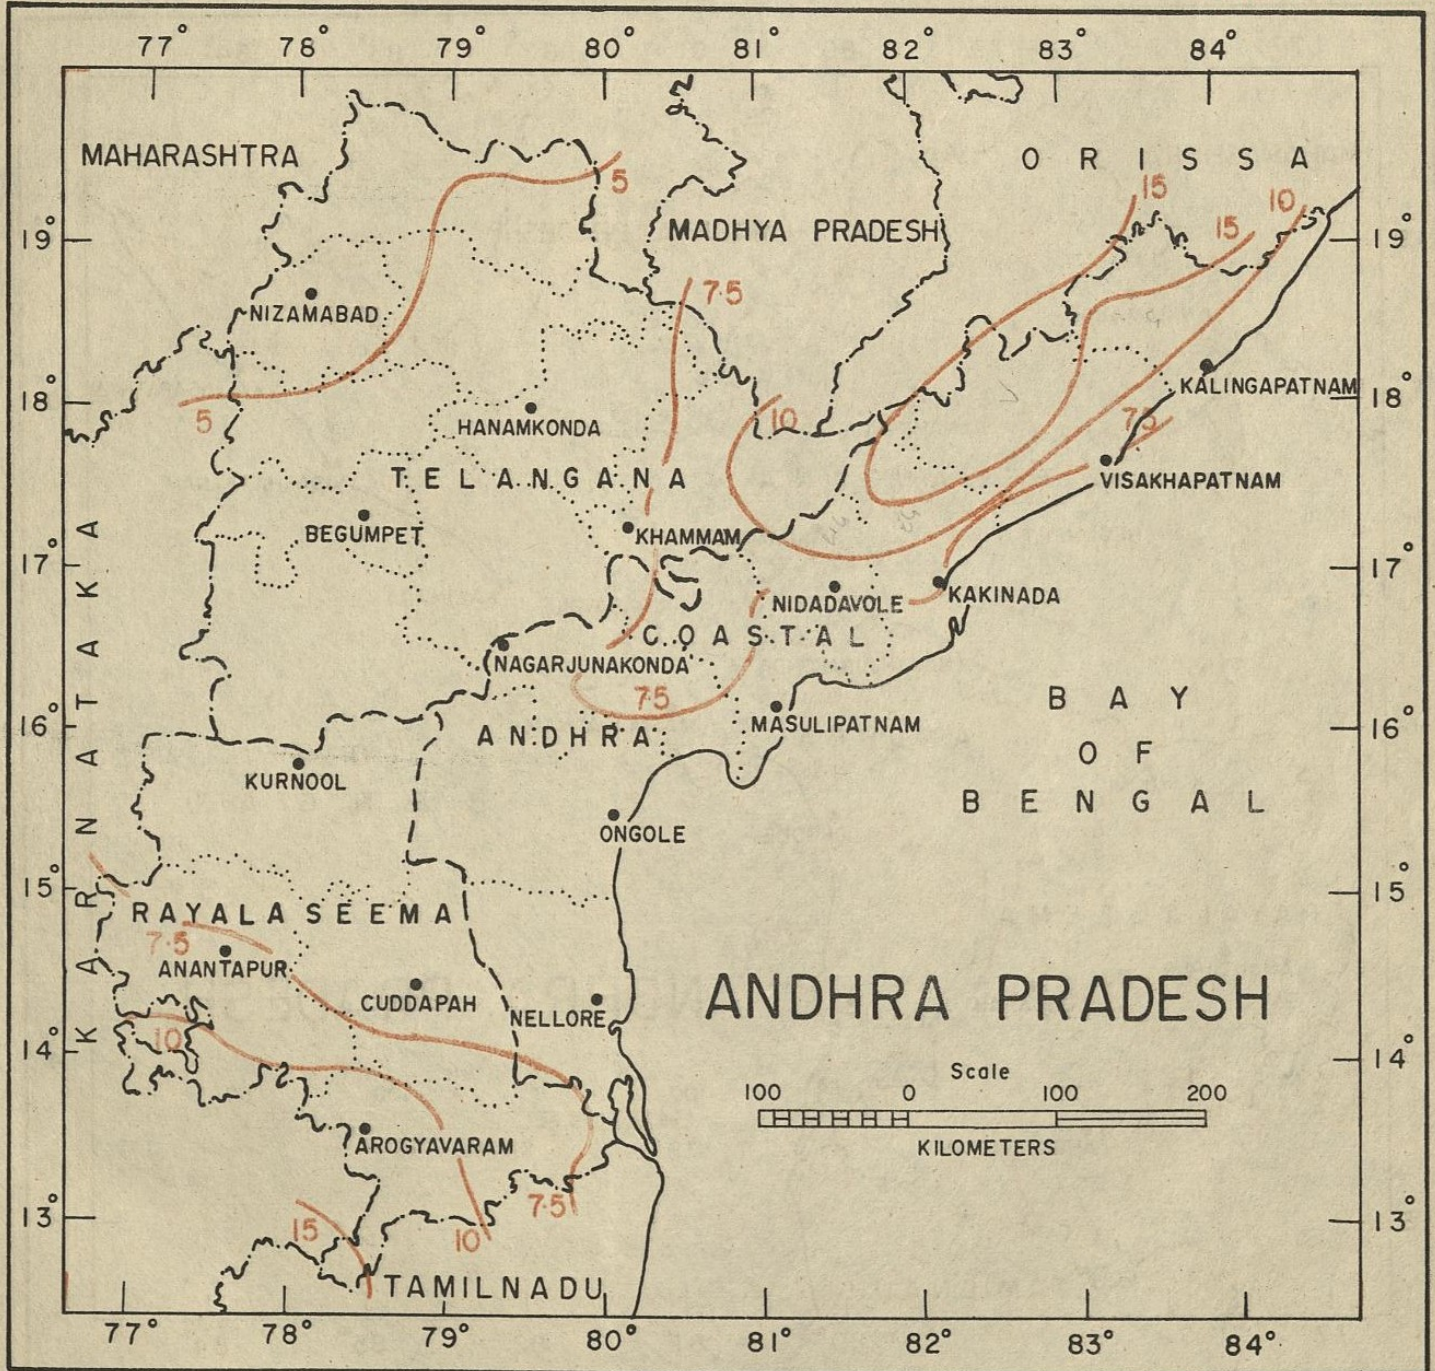 77° 78° 79° 80° 81° 82° 83° 84°
MAHARASHTRA
ORISSA
5
15
10
19°
MADHYA PRADESH
15
19°
7.5
NIZAMABAD
KALINGAPATNAM
18°
5
HANAMKONDA
10
7.5
18°
TELANGANA
VISAKHAPATNAM
BEGUMPET
KHAMMAM
17°
NIDADAVOLE
KAKINADA
17°
COASTAL
NAGARJUNAKONDA
7.5
BAY
16°
ANDHRA
MASULIPATNAM
16°
OF
KURNOOL
BENGAL
ONGOLE
KARNATAKA
15°
15°
RAYALASEEMA
7.5
ANANTAPUR
CUDDAPAH
NELLORE
ANDHRA PRADESH
14°
10
14°
Scale
100 0 100 200
KILOMETERS
AROGYAVARAM
13°
15
10
7.5
13°
TAMILNADU
77° 78° 79° 80° 81° 82° 83° 84°